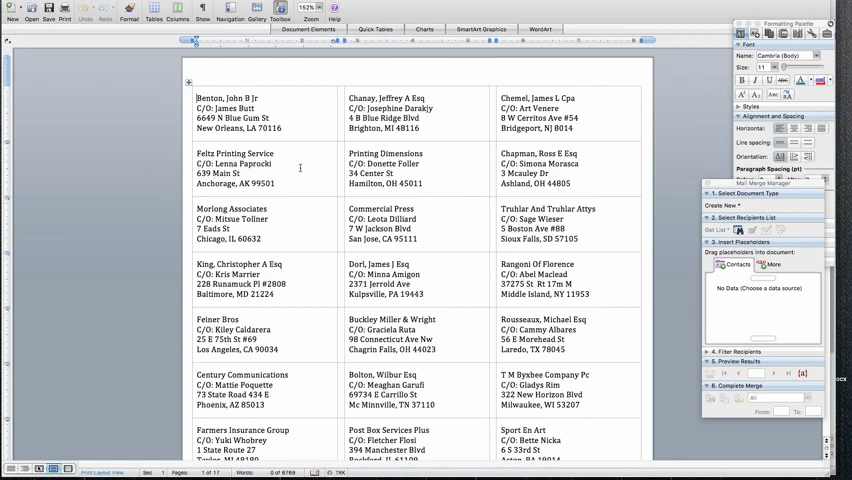 152%
New Open Save Print Undo Redo Format Tables Columns Show Navigation Gallery Toolbox Zoom Help
Document Elements Quick Tables Charts SmartArt Graphics WordArt
Benton, John B Jr
C/O: James Butt
6649 N Blue Gum St
New Orleans, LA 70116
Chanay, Jeffrey A Esq
C/O: Josephine Darakjy
4 B Blue Ridge Blvd
Brighton, MI 48116
Chemel, James L Cpa
C/O: Art Venere
8 W Cerritos Ave #54
Bridgeport, NJ 8014
Feltz Printing Service
C/O: Lenna Paprocki
639 Main St
Anchorage, AK 99501
Printing Dimensions
C/O: Donette Foller
34 Center St
Hamilton, OH 45011
Chapman, Ross E Esq
C/O: Simona Morasca
3 Mcauley Dr
Ashland, OH 44805
Morlong Associates
C/O: Mitsue Tollner
7 Eads St
Chicago, IL 60632
Commercial Press
C/O: Leota Dilliard
7 W Jackson Blvd
San Jose, CA 95111
Truhlar And Truhlar Attys
C/O: Sage Wieser
5 Boston Ave #88
Sioux Falls, SD 57105
King, Christopher A Esq
C/O: Kris Marrier
228 Runamuck Pl #2808
Baltimore, MD 21224
Dorl, James J Esq
C/O: Minna Amigon
2371 Jerrold Ave
Kulpsville, PA 19443
Rangoni Of Florence
C/O: Abel Maclead
37275 St  Rt 17m M
Middle Island, NY 11953
Feiner Bros
C/O: Kiley Caldarera
25 E 75th St #69
Los Angeles, CA 90034
Buckley Miller & Wright
C/O: Graciela Ruta
98 Connecticut Ave Nw
Chagrin Falls, OH 44023
Rousseaux, Michael Esq
C/O: Cammy Albares
56 E Morehead St
Laredo, TX 78045
Century Communications
C/O: Mattie Poquette
73 State Road 434 E
Phoenix, AZ 85013
Bolton, Wilbur Esq
C/O: Meaghan Garufi
69734 E Carrillo St
Mc Minnville, TN 37110
T M Byxbee Company Pc
C/O: Gladys Rim
322 New Horizon Blvd
Milwaukee, WI 53207
Farmers Insurance Group
C/O: Yuki Whobrey
1 State Route 27
Taylor, MI 48180
Post Box Services Plus
C/O: Fletcher Flosi
394 Manchester Blvd
Rockford, IL 61109
Sport En Art
C/O: Bette Nicka
6 S 33rd St
Aston, PA 19014
Formatting Palette
Font
Name: Cambria (Body)
Size: 11
B I U ABC A
Styles
Alignment and Spacing
Horizontal:
Line spacing:
Orientation:
Paragraph Spacing (pt)
Mail Merge Manager
1. Select Document Type
Create New
2. Select Recipients List
Get List
3. Insert Placeholders
Drag placeholders into document:
Contacts More
No Data (Choose a data source)
4. Filter Recipients
5. Preview Results
6. Complete Merge
All
From: To:
ocx
Print Layout View Sec 1 Pages: 1 of 17 Words: 0 of 6769 TRK